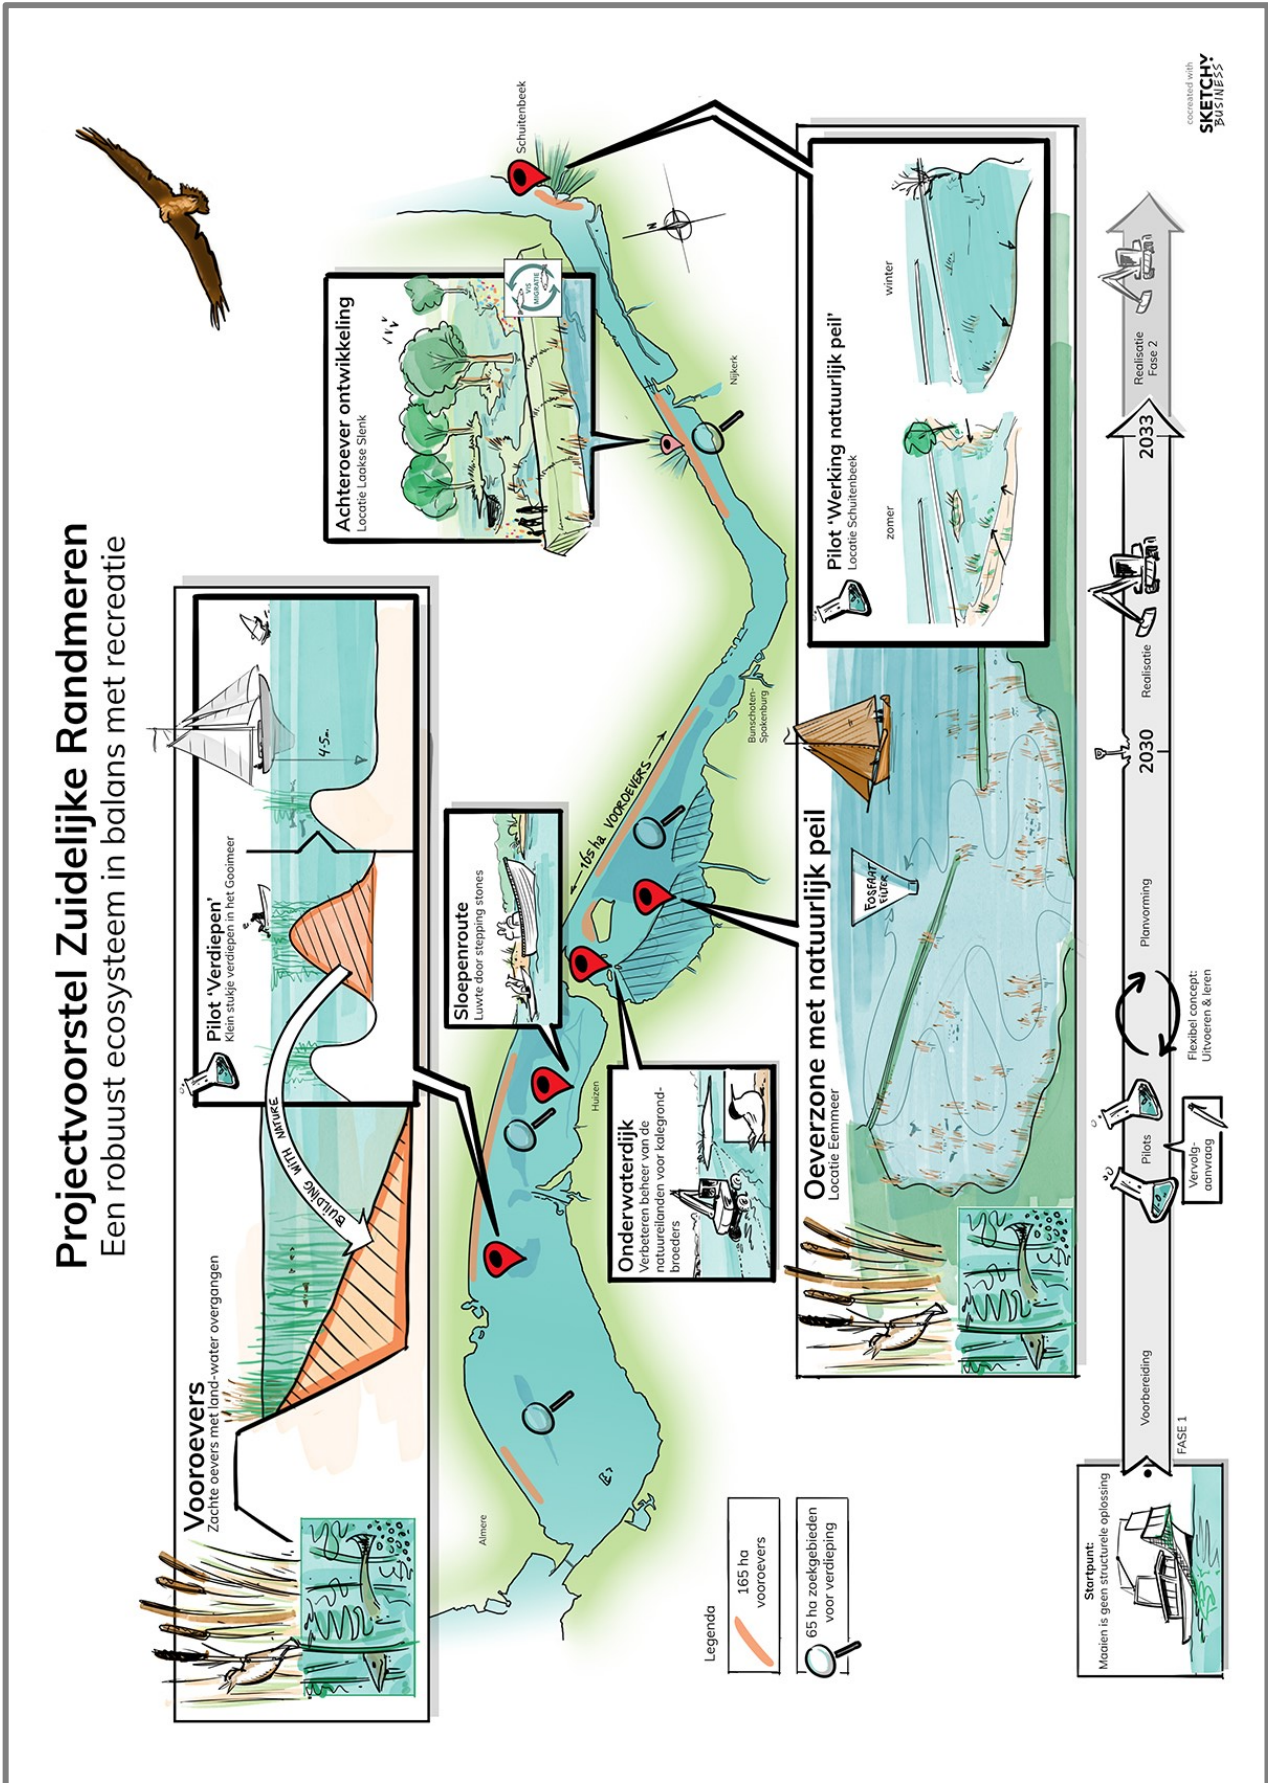 Projectvoorstel Zuidelijke Randmeren
Een robuust ecosysteem in balans met recreatie
Vooroevers
Zachte oevers met land-water overgangen
BUILDING WITH NATURE
Pilot ‘Verdiepen’
Klein stukje verdiepen in het Gooimeer
4-5m
Achteroever ontwikkeling
Locatie Laakse Slenk
VIS
MIGRATIE
Sloepenroute
Luwte door stepping stones
Schuitenbeek
N
Nijkerk
Almere
Huizen
165 ha VOOROEVERS
Bunschoten-
Spakenburg
Onderwaterdijk
Verbeteren beheer van de
natuureilanden voor kalegrond-
broeders
Legenda
165 ha
vooroevers
65 ha zoekgebieden
voor verdieping
Oeverzone met natuurlijk peil
Locatie Eemmeer
FOSFAAT
FILTER
Pilot ‘Werking natuurlijk peil’
Locatie Schuitenbeek
zomer
winter
Startpunt:
Maaien is geen structurele oplossing
Voorbereiding
FASE 1
Pilots
Vervolg-
aanvraag
Flexibel concept:
Uitvoeren & leren
Planvorming
2030
Realisatie
2033
Realisatie
Fase 2
cocreated with
SKETCHY
BUSINESS